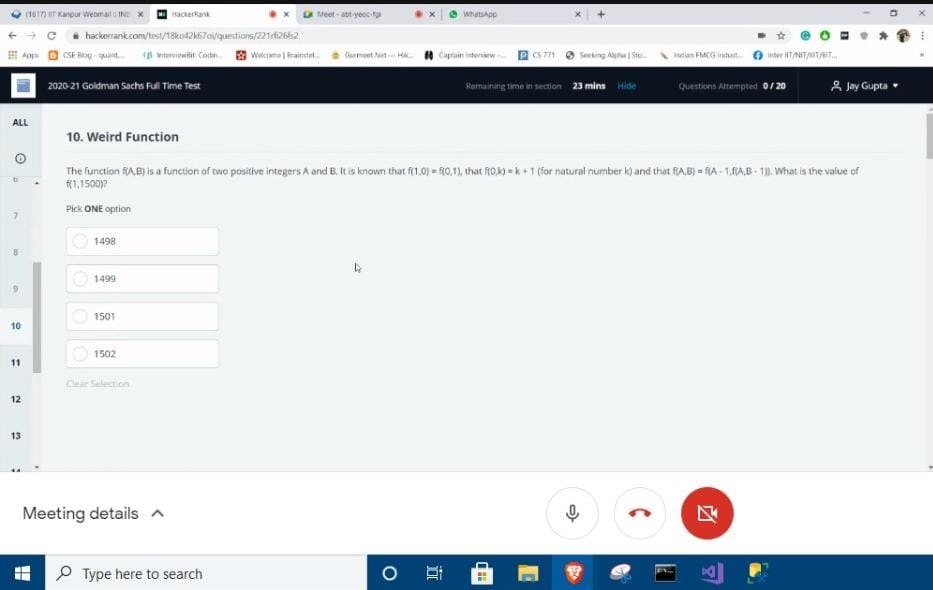 (1617) IIT Kanpur Webmail :: INB
HackerRank
Meet - abt-yeoc-fgi
WhatsApp
hackerrank.com/test/18ko42k67oi/questions/221cfi26fs2
Apps
CSE Blog - quant,...
InterviewBit: Codin...
Welcome | Brainstel...
Gurmeet.Net — Hik...
Captain Interview -...
CS 771
Seeking Alpha | Sto...
Indian FMCG Indust...
Inter IIT/NIT/IIIT/BIT...
2020-21 Goldman Sachs Full Time Test
Remaining time in section 23 mins Hide
Questions Attempted 0 / 20
Jay Gupta
ALL
10. Weird Function
The function f(A,B) is a function of two positive integers A and B. It is known that f(1,0) = f(0,1), that f(0,k) = k + 1 (for natural number k) and that f(A,B) = f(A - 1,f(A,B - 1)). What is the value of
f(1,1500)?
Pick ONE option
1498
1499
1501
1502
Clear Selection
7
8
9
10
11
12
13
Meeting details
Type here to search